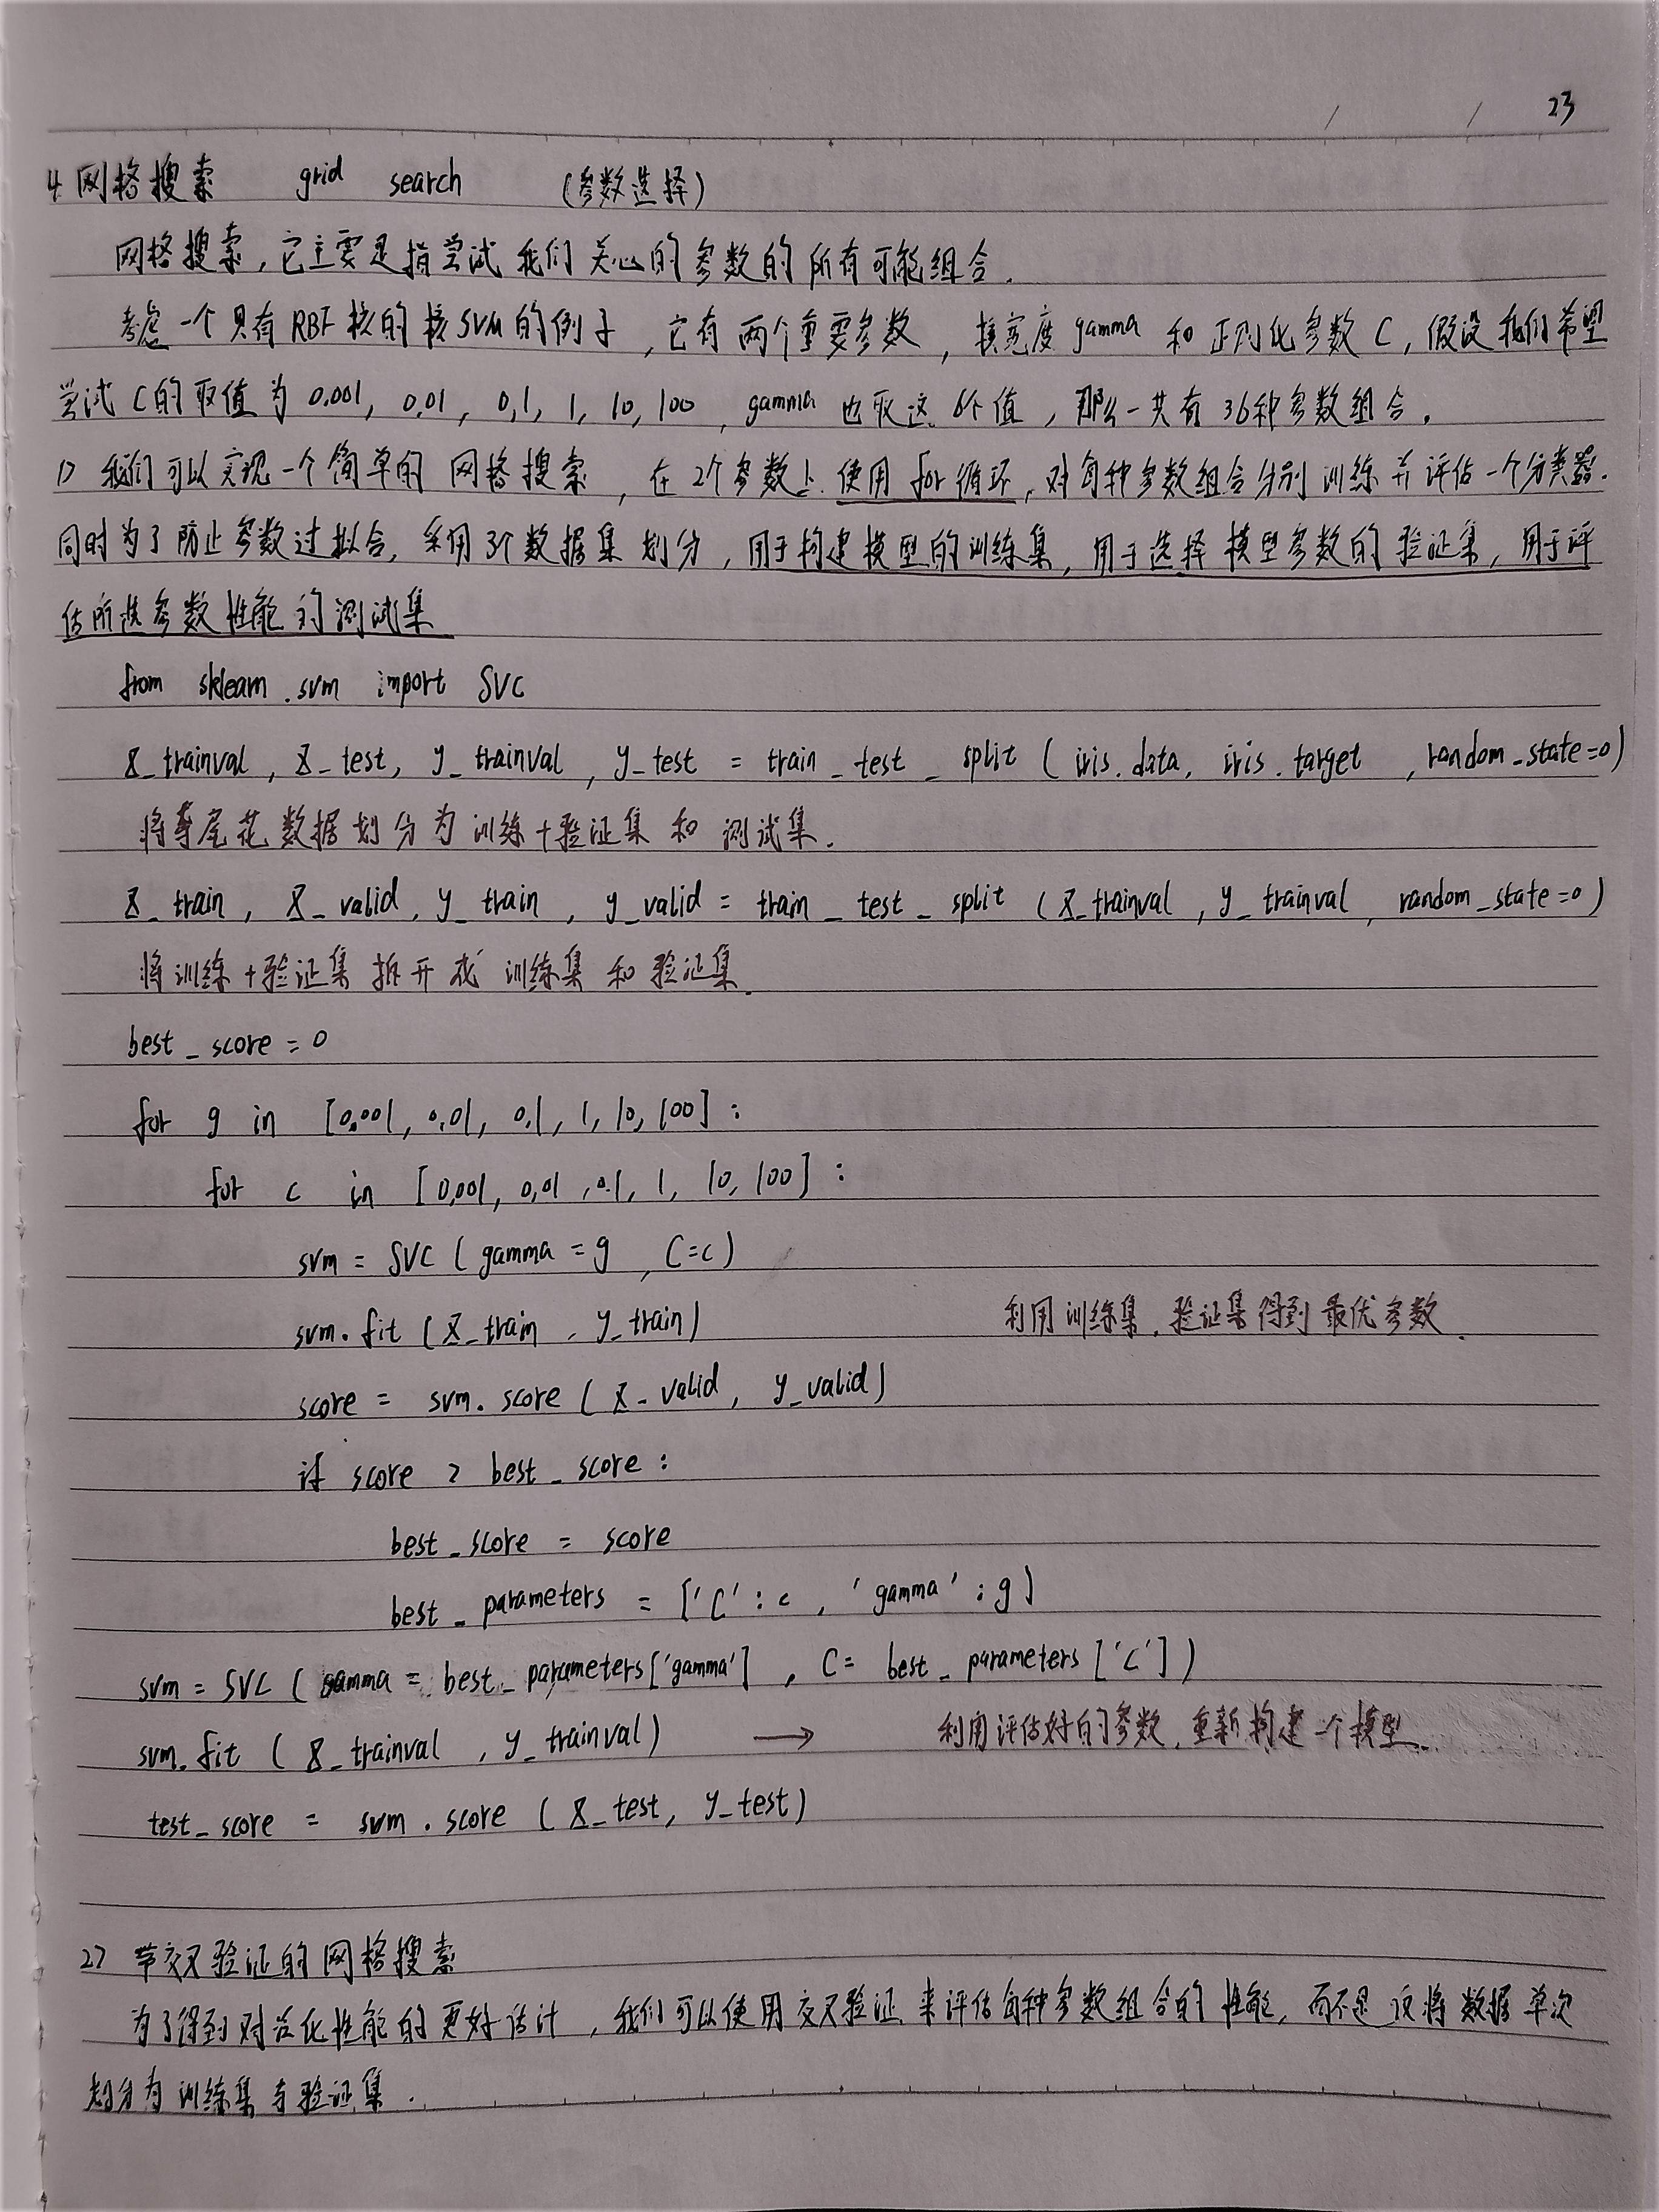 23
4. 网格搜索 grid search (参数选择)
网格搜索,它主要是指尝试我们关心的参数的所有可能组合.
考虑一个具有RBF核的核SVM的例子,它有两个重要参数,核宽度gamma和正则化参数C,假设我们希望
尝试C的取值为0.001, 0.01, 0.1, 1, 10, 100, gamma也取这6个值,那么一共有36种参数组合.
1> 我们可以实现一个简单的网格搜索,在2个参数上使用for循环,对每种参数组合分别训练并评估一个分类器.
同时为了防止参数过拟合,采用3个数据集划分,用于构建模型的训练集,用于选择模型参数的验证集,用于评
估所选参数性能的测试集
from sklearn.svm import SVC
X_trainval, X_test, y_trainval, y_test = train_test_split (iris.data, iris.target, random_state=0)
将鸢尾花数据划分为训练+验证集和测试集.
X_train, X_valid, y_train, y_valid = train_test_split (X_trainval, y_trainval, random_state=0)
将训练+验证集拆开成训练集和验证集.
best_score = 0
for g in [0.001, 0.01, 0.1, 1, 10, 100]:
for c in [0.001, 0.01, 0.1, 1, 10, 100]:
svm = SVC (gamma = g, C=c)
svm.fit (X_train, y_train) 利用训练集,验证集得到最优参数.
score = svm.score (X_valid, y_valid)
if score > best_score:
best_score = score
best_parameters = ['C': c, 'gamma': g]
svm = SVC (gamma = best_parameters['gamma'], C= best_parameters['C'])
svm.fit (X_trainval, y_trainval) → 利用评估好的参数,重新构建一个模型.
test_score = svm.score (X_test, y_test)
2> 带交叉验证的网格搜索
为了得到对泛化性能的更好估计,我们可以使用交叉验证来评估每种参数组合的性能,而不是仅将数据单次
划分为训练集与验证集.